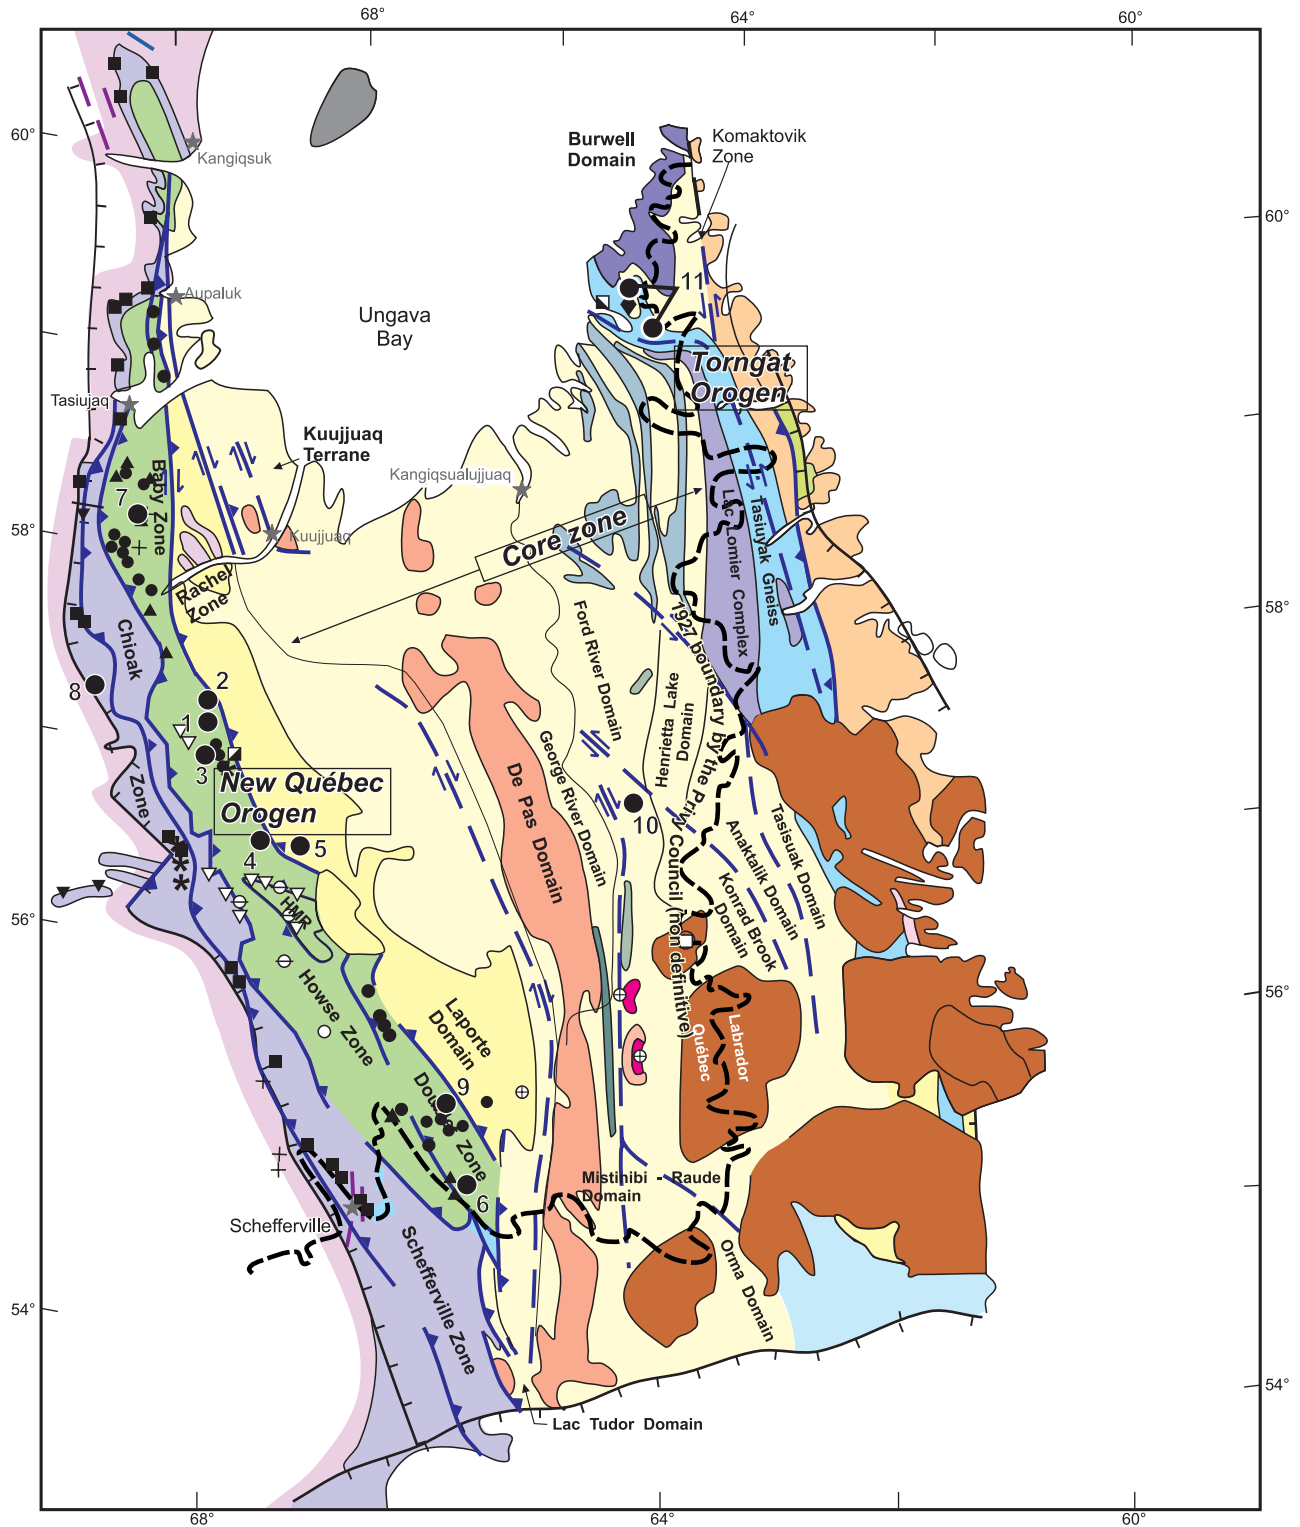 68°
64°
60°
60°
Burwell
Domain
Komaktovik
Zone
Kangiqsuk
60°
11
Aupaluk
Ungava
Bay
Torngat
Orogen
Tasiujaq
Kuujjuaq
Terrane
Baby Zone
Kangiqsualujjuaq
7
Lac Lomier Complex
Tasiuyak Gneiss
58°
Core zone
Kuujjuaq
Rachel
Zone
Ford River Domain
1927 boundary by the Privy Council (non definitive)
58°
Chioak
Zone
8
2
1
3
Henrietta Lake
Domain
George River Domain
De Pas Domain
New Québec
Orogen
10
Anaktalik Domain
Tasisuak Domain
4
5
Konrad Brook
Domain
HMR
56°
Howse Zone
56°
Laporte
Domain
Labrador
Québec
Doublet Zone
9
Mistinibi - Raude
Domain
6
Schefferville
Schefferville Zone
Orma Domain
54°
54°
Lac Tudor Domain
68°
64°
60°